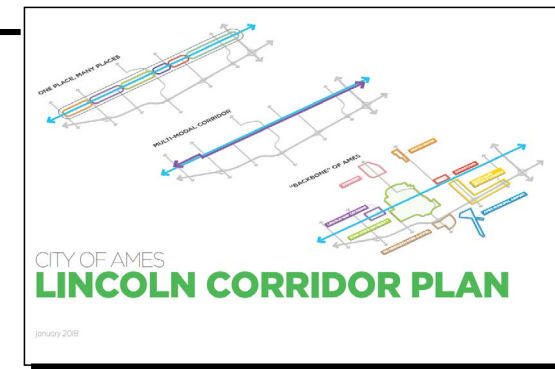 ONE PLACE, MANY PLACES
MULTI-MODAL CORRIDOR
"BACKBONE" OF AMES
CITY OF AMES
LINCOLN CORRIDOR PLAN
january 2018